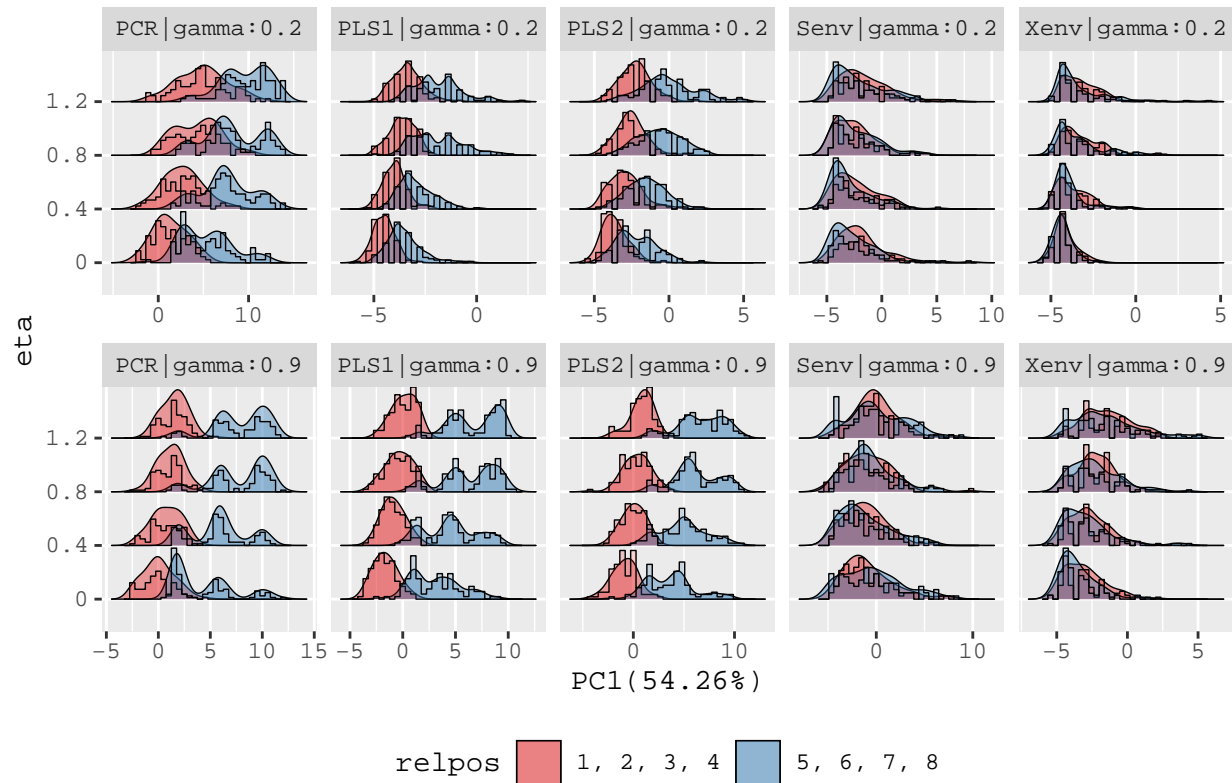 PCR|gamma:0.2 PLS1|gamma:0.2 PLS2|gamma:0.2 Senv|gamma:0.2 Xenv|gamma:0.2
1.2
0.8
0.4
0
0 10 -5 0 -5 0 5 -5 0 5 10 -5 0 5
eta
PCR|gamma:0.9 PLS1|gamma:0.9 PLS2|gamma:0.9 Senv|gamma:0.9 Xenv|gamma:0.9
1.2
0.8
0.4
0
-5 0 5 10 15 -5 0 5 10 0 10 0 10 -5 0 5
PC1(54.26%)
relpos 1, 2, 3, 4 5, 6, 7, 8